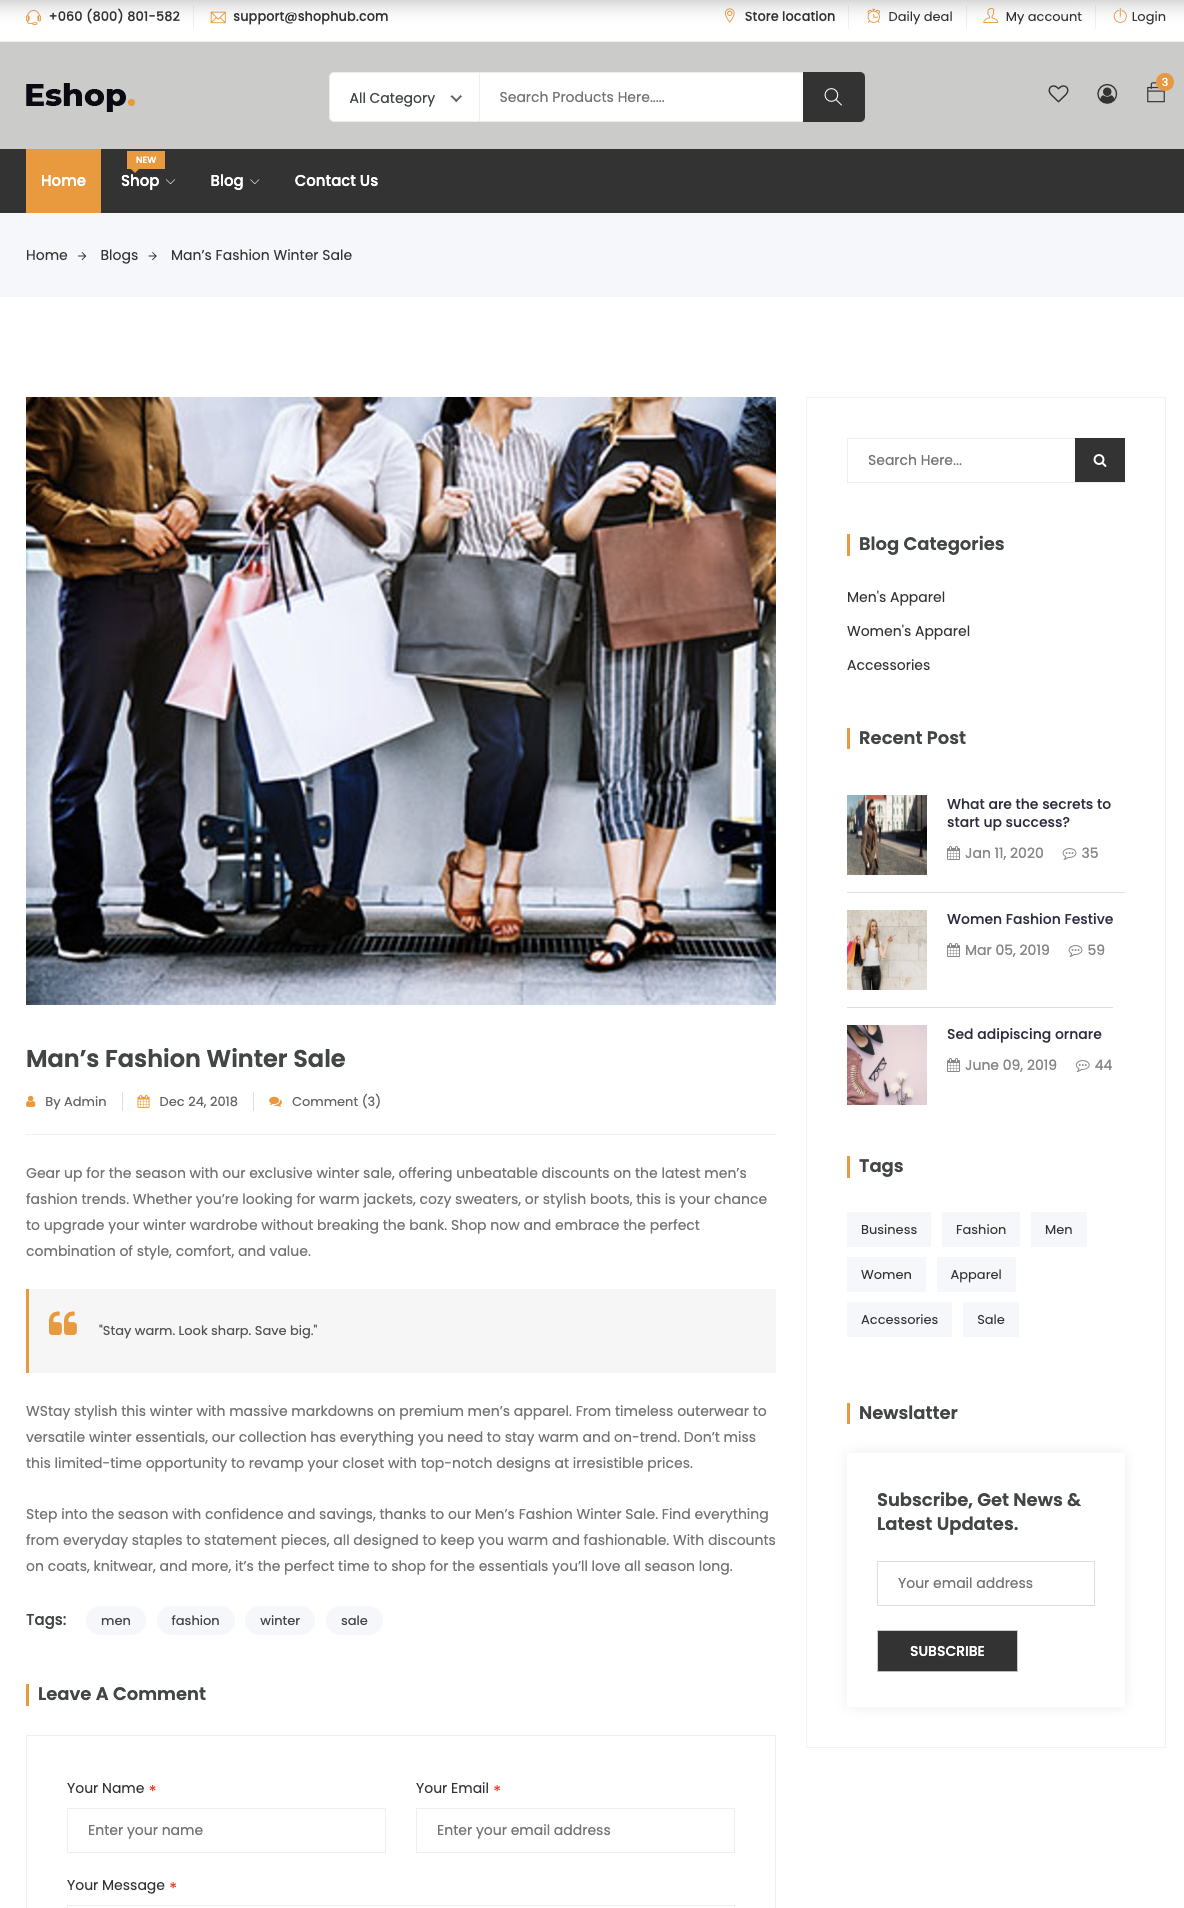 +060 (800) 801-582
support@shophub.com
Store location
Daily deal
My account
Login
Eshop.
All Category
Search Products Here.....
3
Home
NEW
Shop
Blog
Contact Us
Home
Blogs
Man’s Fashion Winter Sale
Man’s Fashion Winter Sale
By Admin
Dec 24, 2018
Comment (3)
Gear up for the season with our exclusive winter sale, offering unbeatable discounts on the latest men’s
fashion trends. Whether you’re looking for warm jackets, cozy sweaters, or stylish boots, this is your chance
to upgrade your winter wardrobe without breaking the bank. Shop now and embrace the perfect
combination of style, comfort, and value.
"Stay warm. Look sharp. Save big."
WStay stylish this winter with massive markdowns on premium men’s apparel. From timeless outerwear to
versatile winter essentials, our collection has everything you need to stay warm and on-trend. Don’t miss
this limited-time opportunity to revamp your closet with top-notch designs at irresistible prices.
Step into the season with confidence and savings, thanks to our Men’s Fashion Winter Sale. Find everything
from everyday staples to statement pieces, all designed to keep you warm and fashionable. With discounts
on coats, knitwear, and more, it’s the perfect time to shop for the essentials you’ll love all season long.
Tags:
men
fashion
winter
sale
Leave A Comment
Your Name *
Your Email *
Enter your name
Enter your email address
Your Message *
Search Here...
Blog Categories
Men's Apparel
Women's Apparel
Accessories
Recent Post
What are the secrets to
start up success?
Jan 11, 2020
35
Women Fashion Festive
Mar 05, 2019
59
Sed adipiscing ornare
June 09, 2019
44
Tags
Business
Fashion
Men
Women
Apparel
Accessories
Sale
Newslatter
Subscribe, Get News &
Latest Updates.
Your email address
SUBSCRIBE